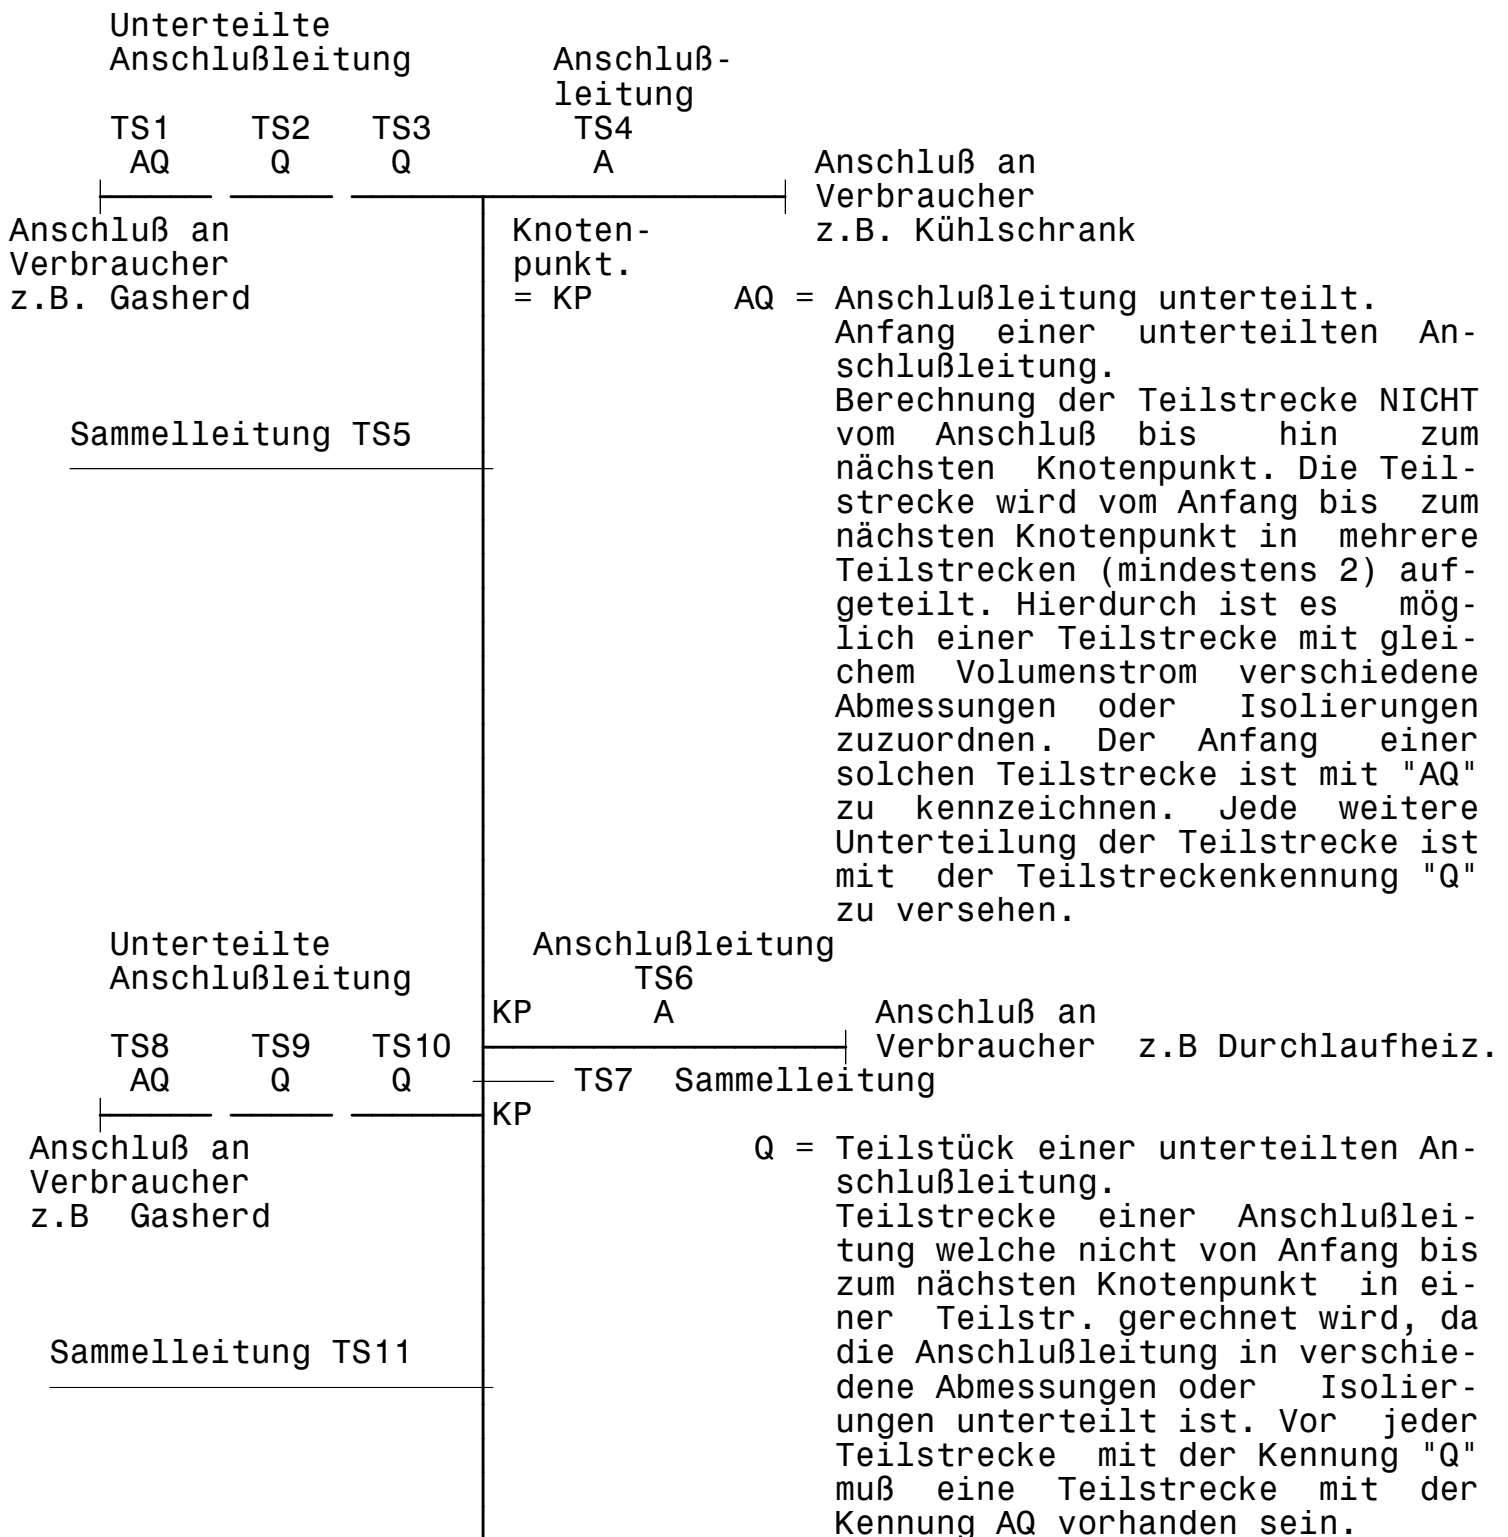 Unterteilte
Anschlußleitung
Anschluß-
leitung
TS1 TS2 TS3 TS4
AQ Q Q A
Anschluß an
Verbraucher
z.B. Kühlschrank
Anschluß an
Verbraucher
z.B. Gasherd
Knoten-
punkt.
= KP
AQ = Anschlußleitung unterteilt.
Anfang einer unterteilten An-
schlußleitung.
Berechnung der Teilstrecke NICHT
vom Anschluß bis hin zum
nächsten Knotenpunkt. Die Teil-
strecke wird vom Anfang bis zum
nächsten Knotenpunkt in mehrere
Teilstrecken (mindestens 2) auf-
geteilt. Hierdurch ist es mög-
lich einer Teilstrecke mit glei-
chem Volumenstrom verschiedene
Abmessungen oder Isolierungen
zuzuordnen. Der Anfang einer
solchen Teilstrecke ist mit "AQ"
zu kennzeichnen. Jede weitere
Unterteilung der Teilstrecke ist
mit der Teilstreckenkennung "Q"
zu versehen.
Sammelleitung TS5
Unterteilte
Anschlußleitung
Anschlußleitung
TS6
KP A
Anschluß an
Verbraucher z.B Durchlaufheiz.
TS8 TS9 TS10
AQ Q Q
TS7 Sammelleitung
KP
Anschluß an
Verbraucher
z.B Gasherd
Q = Teilstück einer unterteilten An-
schlußleitung.
Teilstrecke einer Anschlußlei-
tung welche nicht von Anfang bis
zum nächsten Knotenpunkt in ei-
ner Teilstr. gerechnet wird, da
die Anschlußleitung in verschie-
dene Abmessungen oder Isolier-
ungen unterteilt ist. Vor jeder
Teilstrecke mit der Kennung "Q"
muß eine Teilstrecke mit der
Kennung AQ vorhanden sein.
Sammelleitung TS11